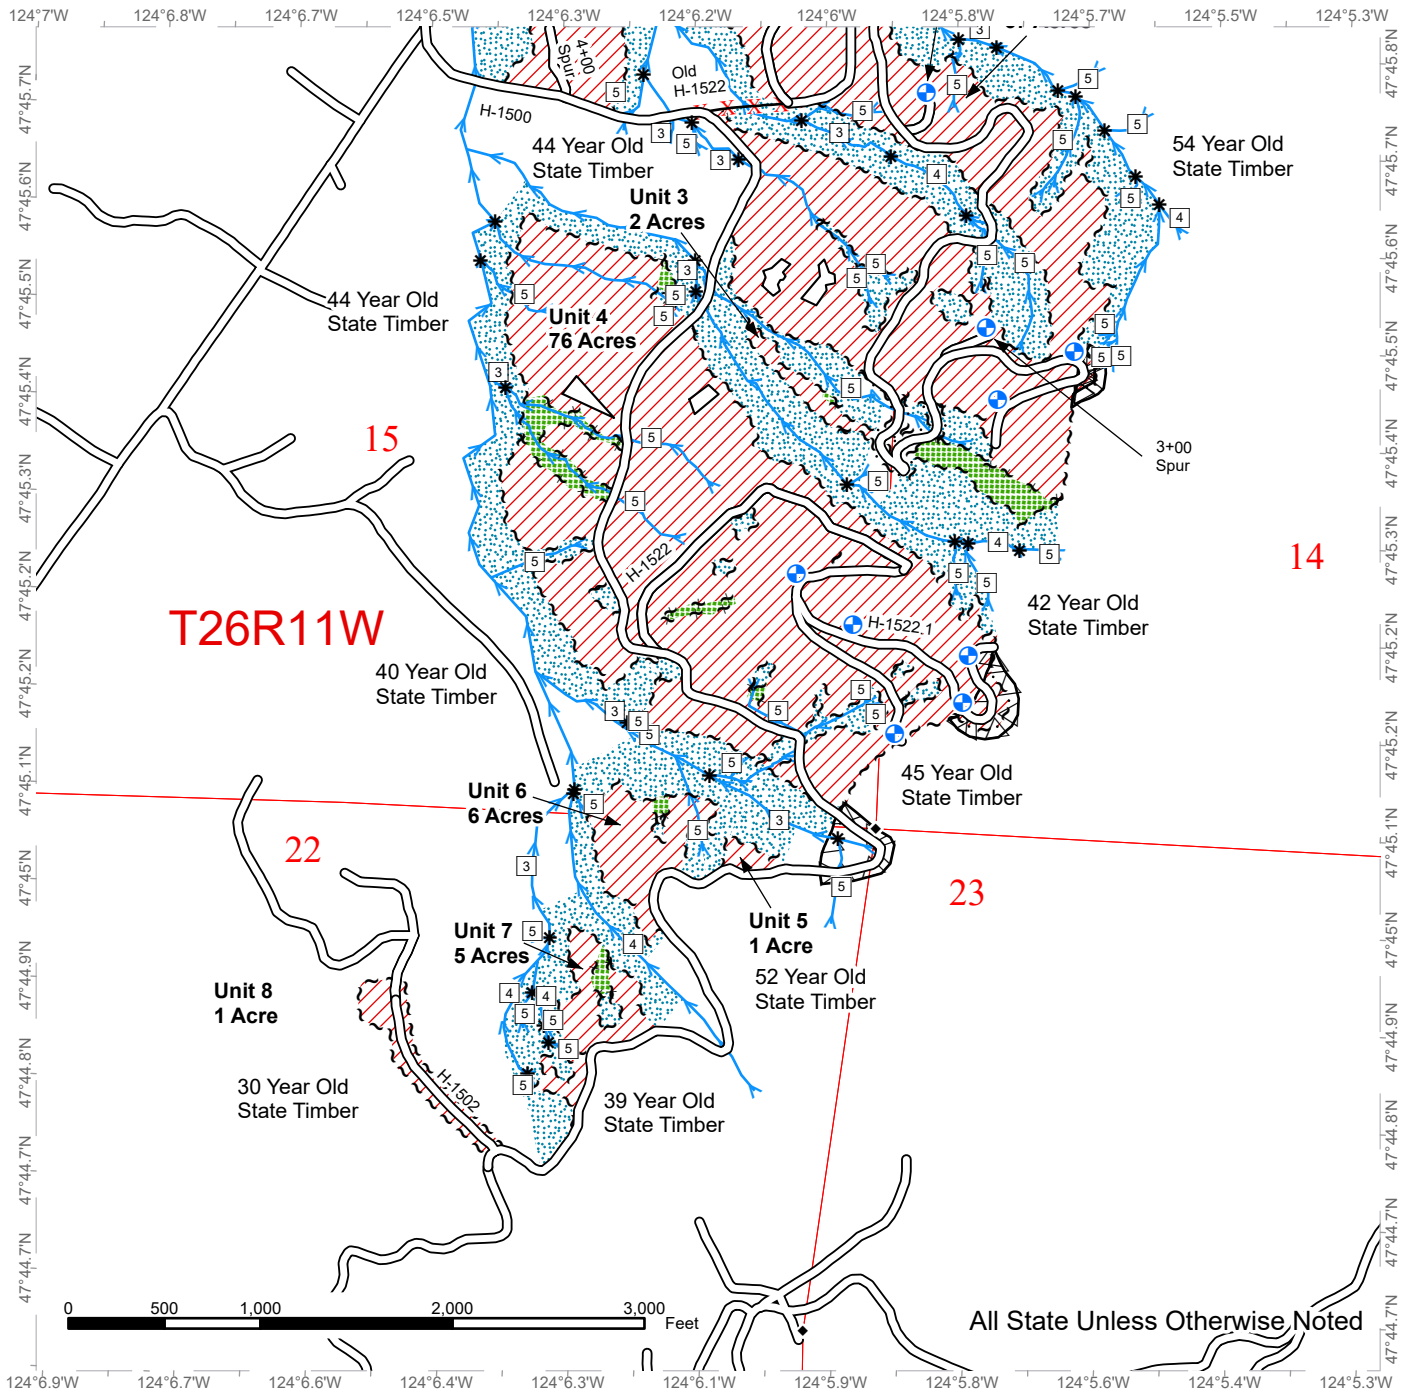 124°7'W 124°6.8'W 124°6.7'W 124°6.5'W 124°6.3'W 124°6.2'W 124°6'W 124°5.8'W 124°5.7'W 124°5.5'W 124°5.3'W
4+00
Spur
Old
H-1522
H-1500
X X X X
44 Year Old
State Timber
54 Year Old
State Timber
Unit 3
2 Acres
44 Year Old
State Timber
Unit 4
76 Acres
15
3+00
Spur
14
H-1522
T26R11W
42 Year Old
State Timber
H-1522.1
40 Year Old
State Timber
45 Year Old
State Timber
Unit 6
6 Acres
22
23
Unit 5
1 Acre
Unit 7
5 Acres
52 Year Old
State Timber
Unit 8
1 Acre
30 Year Old
State Timber
H-1502
39 Year Old
State Timber
0 500 1,000 2,000 3,000
Feet
All State Unless Otherwise Noted
124°6.9'W 124°6.7'W 124°6.6'W 124°6.4'W 124°6.3'W 124°6.1'W 124°5.9'W 124°5.8'W 124°5.6'W 124°5.4'W 124°5.3'W
47°45.7'N
47°45.6'N
47°45.5'N
47°45.4'N
47°45.3'N
47°45.2'N
47°45.2'N
47°45.1'N
47°45'N
47°44.9'N
47°44.8'N
47°44.7'N
47°44.7'N
47°45.8'N
47°45.7'N
47°45.6'N
47°45.5'N
47°45.4'N
47°45.3'N
47°45.2'N
47°45.2'N
47°45.1'N
47°45'N
47°44.9'N
47°44.8'N
47°44.7'N
47°44.7'N